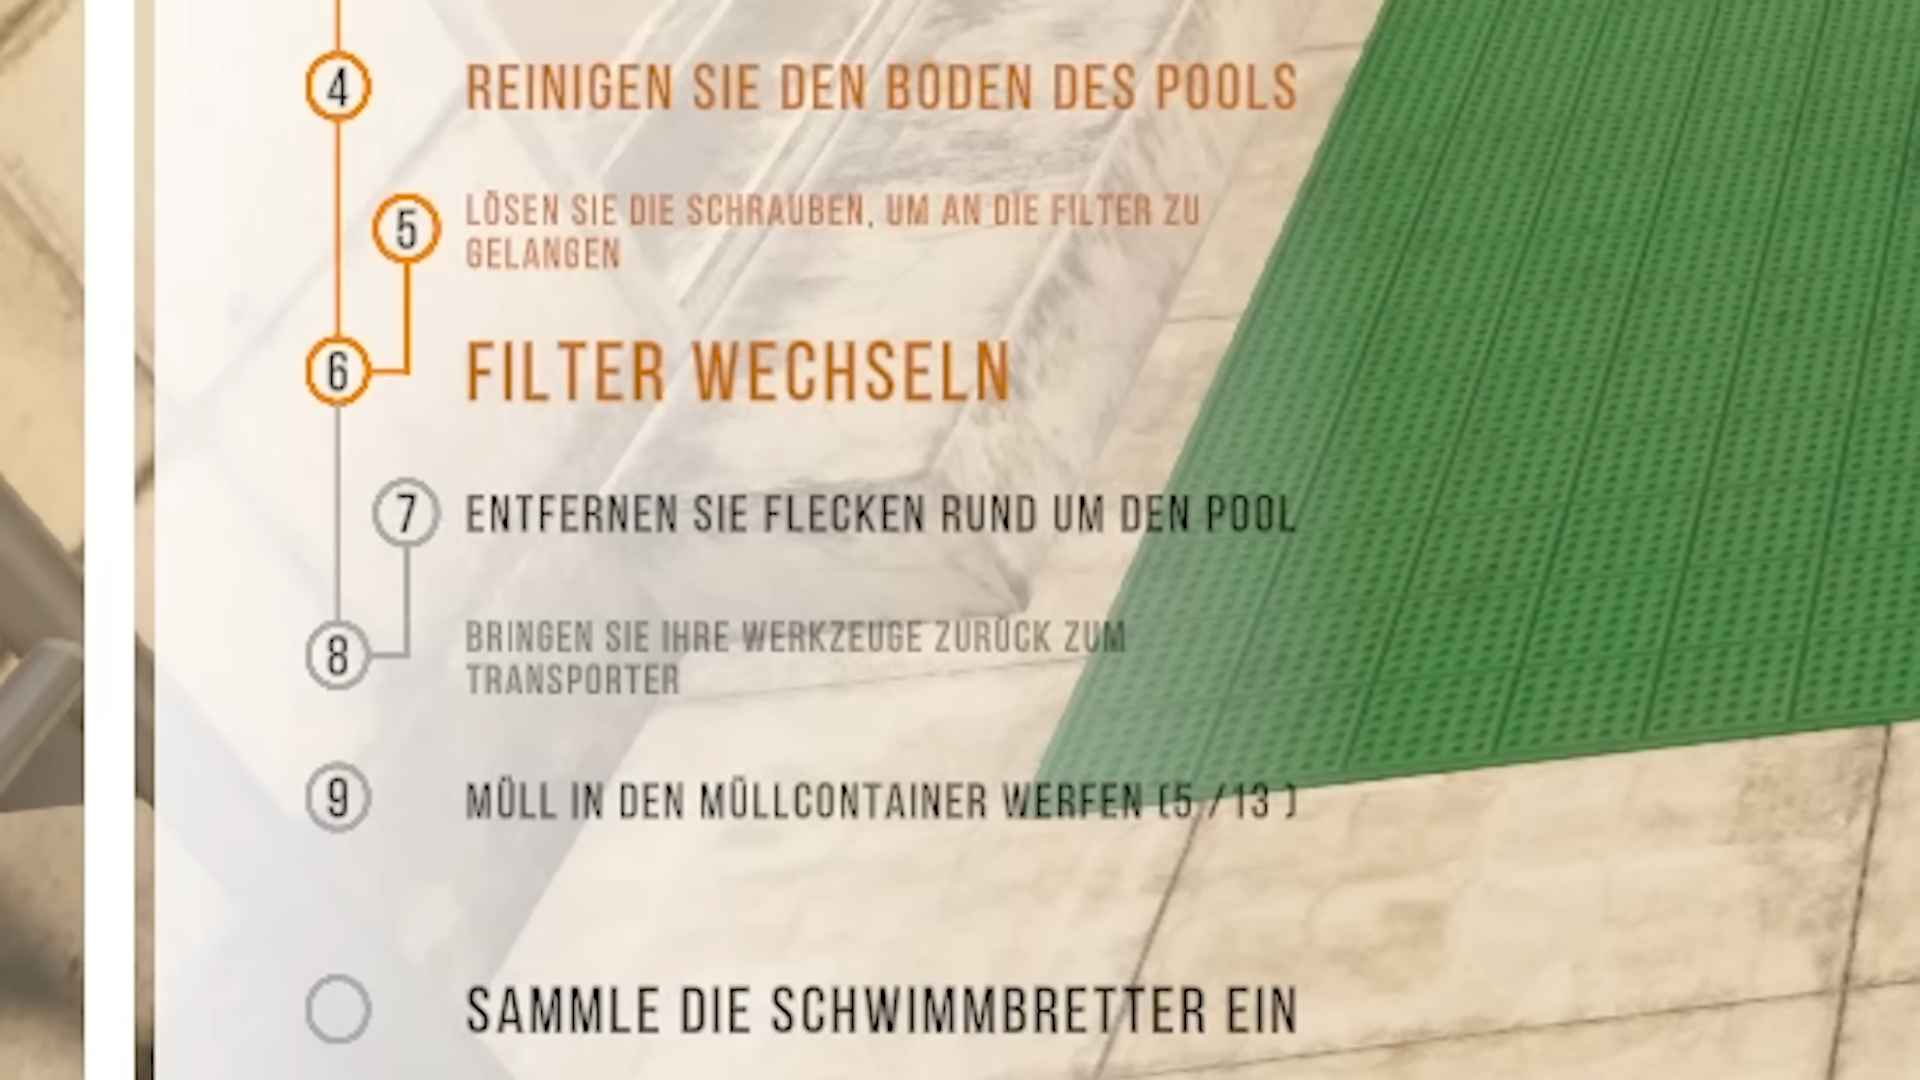 4 REINIGEN SIE DEN BODEN DES POOLS
5 LÖSEN SIE DIE SCHRAUBEN, UM AN DIE FILTER ZU
GELANGEN
6 FILTER WECHSELN
7 ENTFERNEN SIE FLECKEN RUND UM DEN POOL
8 BRINGEN SIE IHRE WERKZEUGE ZURÜCK ZUM
TRANSPORTER
9 MÜLL IN DEN MÜLLCONTAINER WERFEN (5 /13 )
SAMMLE DIE SCHWIMMBRETTER EIN